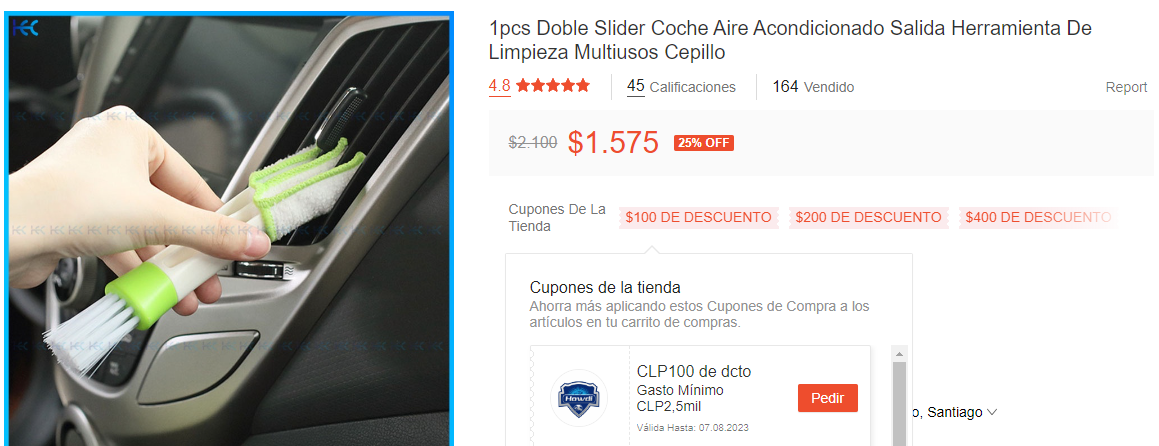 HEC
1pcs Doble Slider Coche Aire Acondicionado Salida Herramienta De
Limpieza Multiusos Cepillo
4.8
45 Calificaciones
164 Vendido
Report
$2.100 $1.575 25% OFF
Cupones De La
Tienda
$100 DE DESCUENTO
$200 DE DESCUENTO
$400 DE DESCUENTO
Cupones de la tienda
Ahorra más aplicando estos Cupones de Compra a los
artículos en tu carrito de compras.
Hawdi
CLP100 de dcto
Gasto Mínimo
CLP2,5mil
Válida Hasta: 07.08.2023
Pedir
o, Santiago